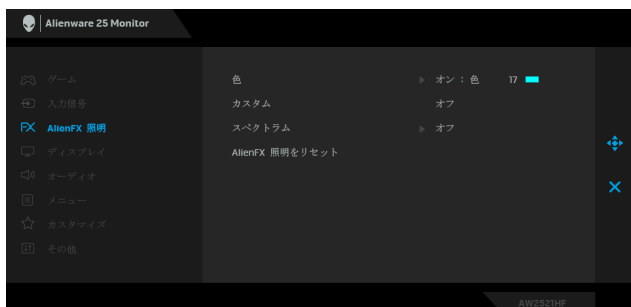 Alienware 25 Monitor
ゲーム
入力信号
FX AlienFX 照明
ディスプレイ
オーディオ
メニュー
カスタマイズ
その他
色 オン：色 17
カスタム オフ
スペクトラム オフ
AlienFX 照明をリセット
AW2521HF